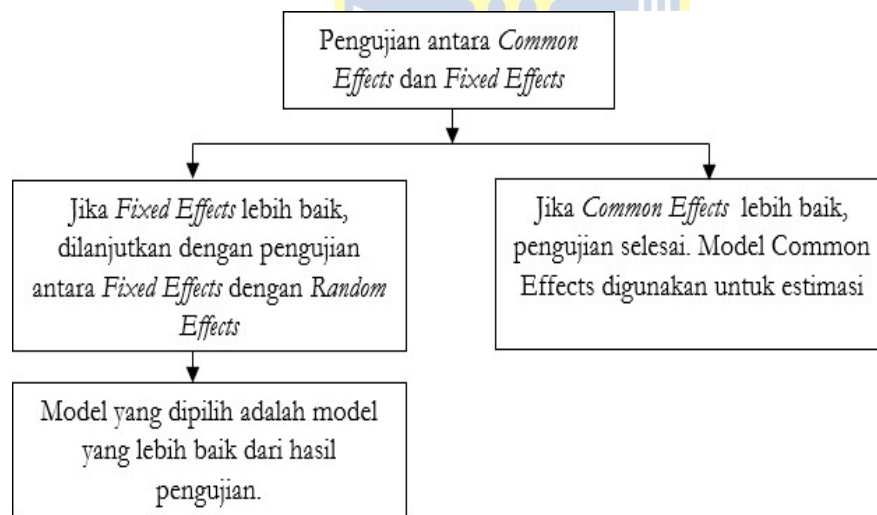 Pengujian antara Common
Effects dan Fixed Effects
Jika Fixed Effects lebih baik,
dilanjutkan dengan pengujian
antara Fixed Effects dengan Random
Effects
Jika Common Effects lebih baik,
pengujian selesai. Model Common
Effects digunakan untuk estimasi
Model yang dipilih adalah model
yang lebih baik dari hasil
pengujian.